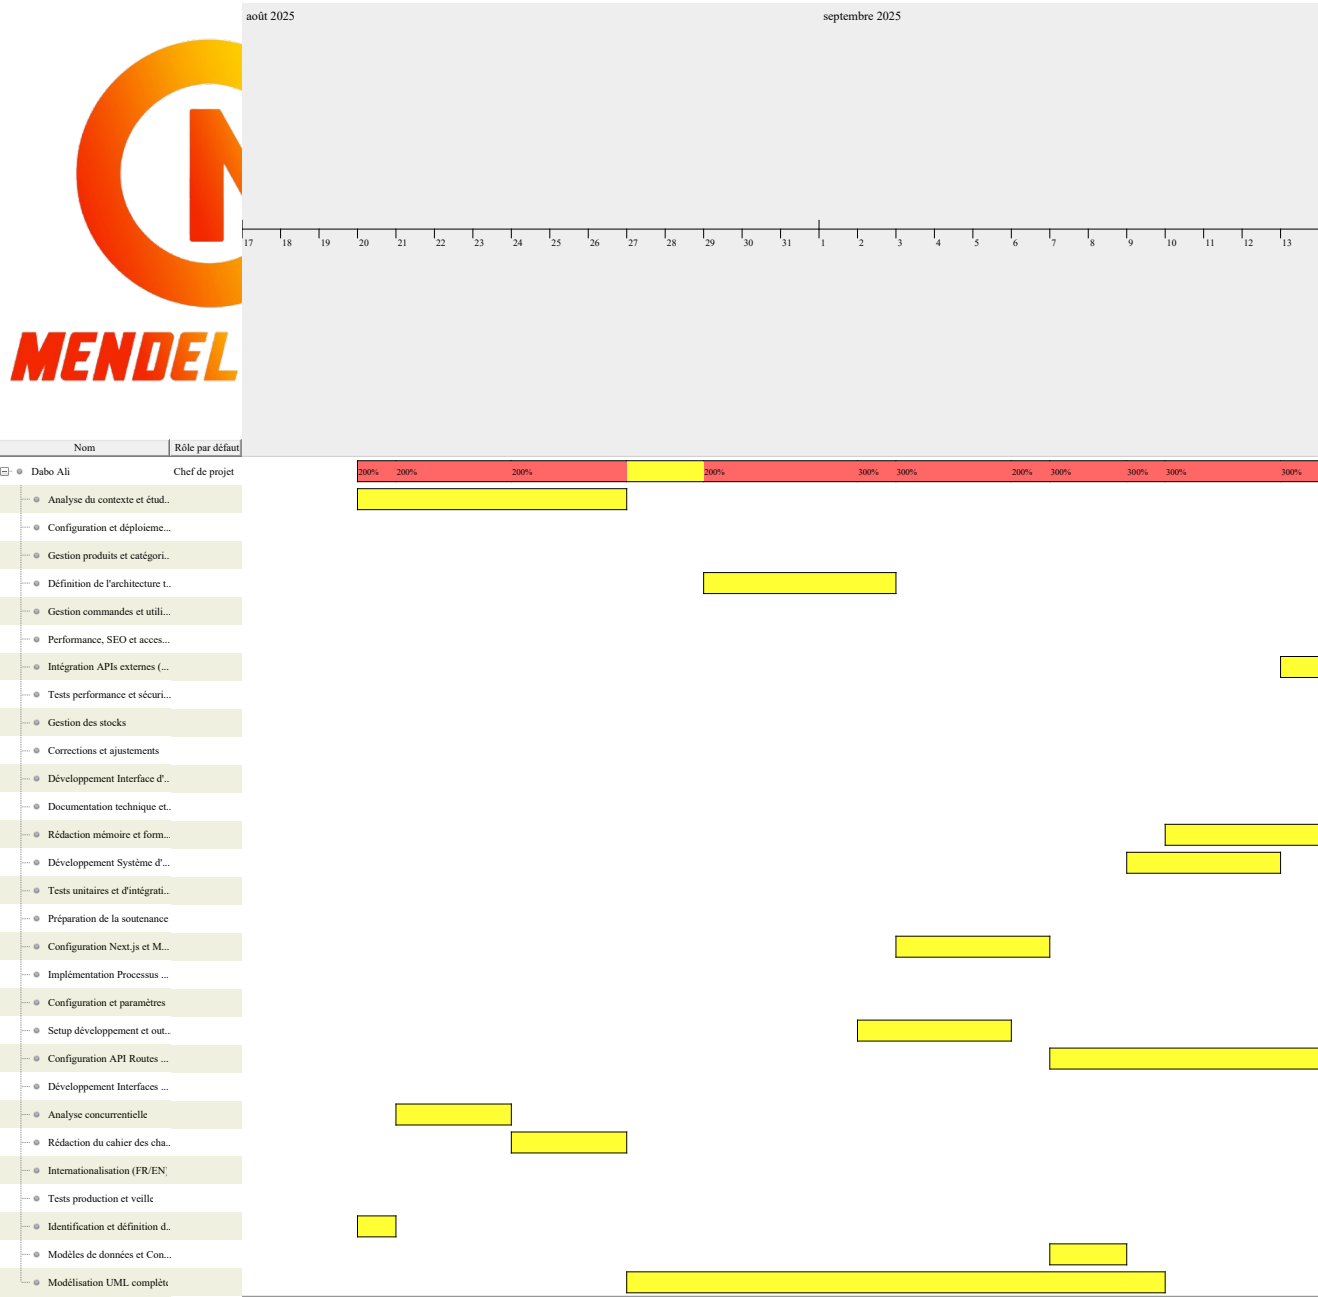 août 2025 septembre 2025
MENDEL
17 18 19 20 21 22 23 24 25 26 27 28 29 30 31 1 2 3 4 5 6 7 8 9 10 11 12 13
Nom Rôle par défaut
Dabo Ali Chef de projet 200% 200% 200% 200% 300% 300% 200% 300% 300% 300% 300%
Analyse du contexte et étud..
Configuration et déploieme...
Gestion produits et catégori..
Définition de l'architecture t..
Gestion commandes et utili...
Performance, SEO et acces...
Intégration APIs externes (...
Tests performance et sécuri...
Gestion des stocks
Corrections et ajustements
Développement Interface d'..
Documentation technique et..
Rédaction mémoire et form...
Développement Système d'...
Tests unitaires et d'intégrati..
Préparation de la soutenance
Configuration Next.js et M...
Implémentation Processus ...
Configuration et paramètres
Setup développement et out...
Configuration API Routes ...
Développement Interfaces ...
Analyse concurrentielle
Rédaction du cahier des cha..
Internationalisation (FR/EN)
Tests production et veille
Identification et définition d..
Modèles de données et Con...
Modélisation UML complète